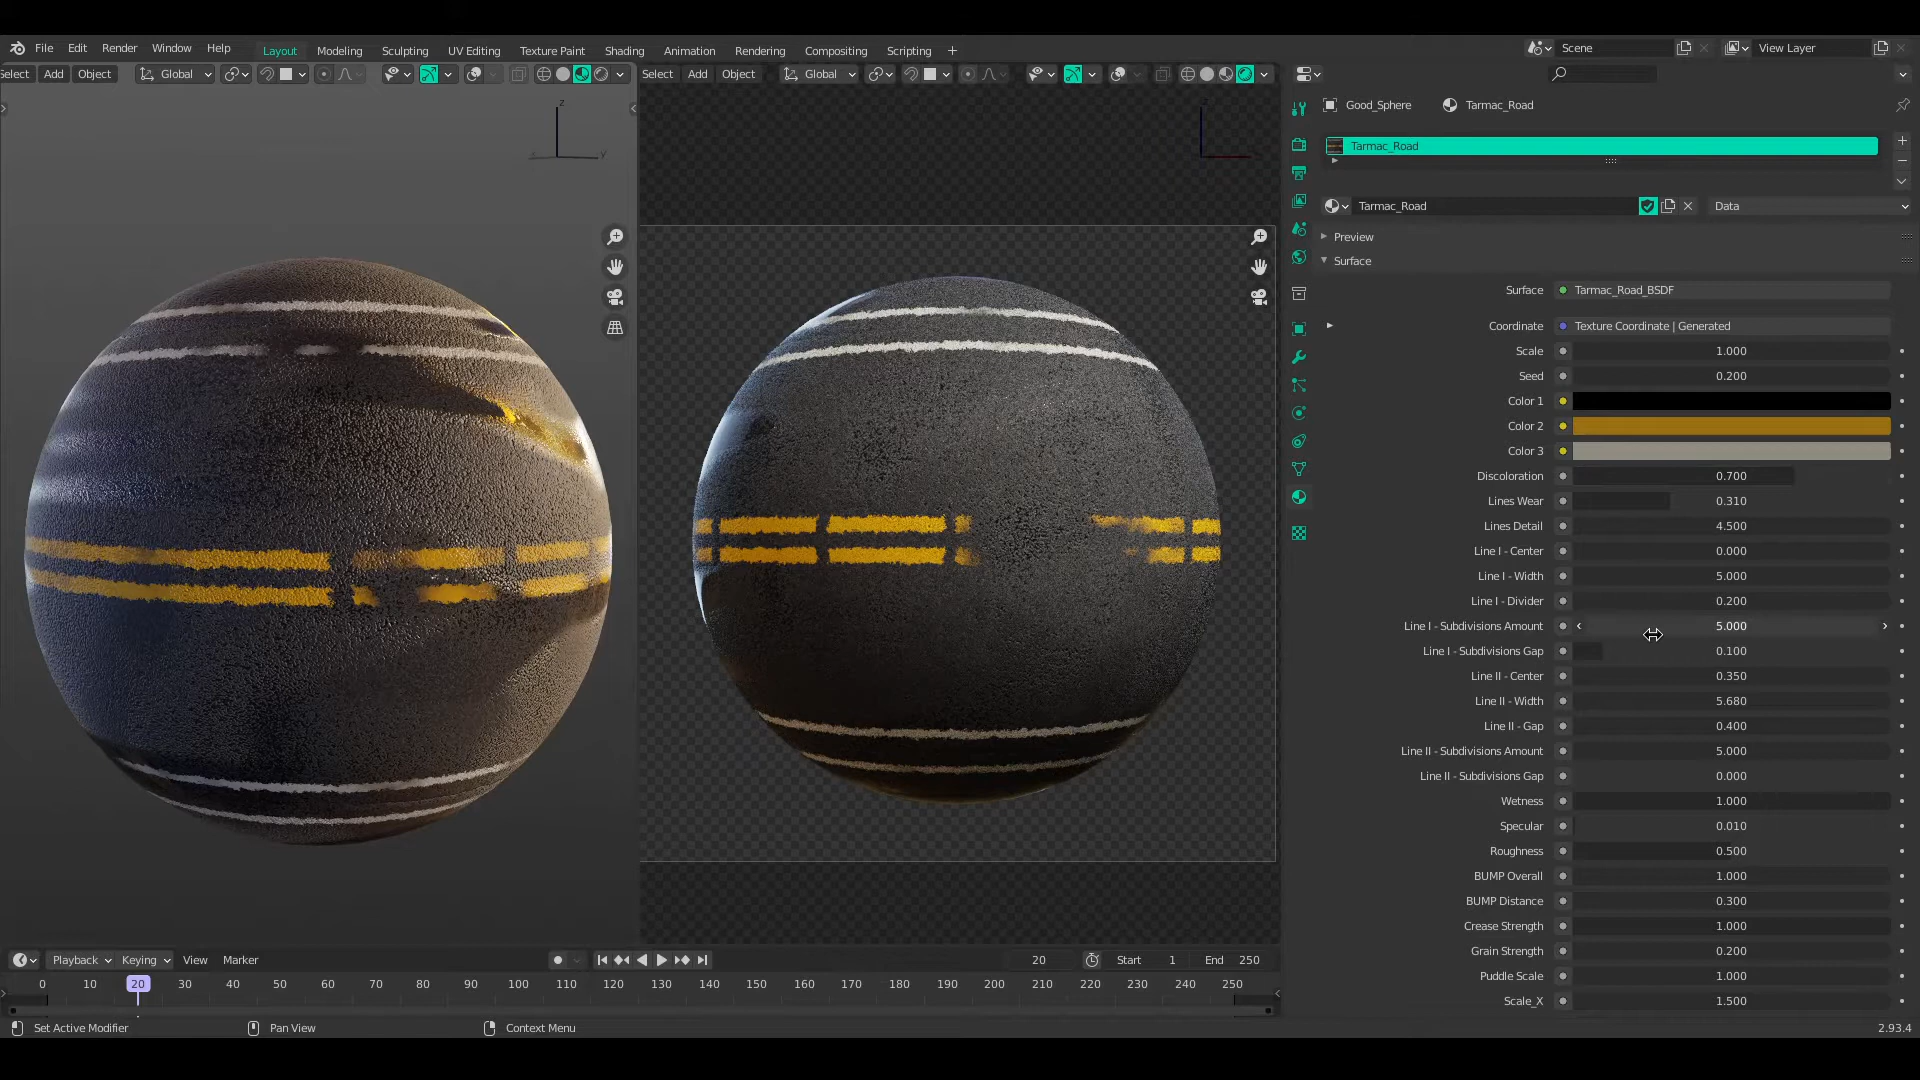 File Edit Render Window Help Layout Modeling Sculpting UV Editing Texture Paint Shading Animation Rendering Compositing Scripting + Scene View Layer
Select Add Object Global Select Add Object Global
Z
Y
Good_Sphere Tarmac_Road
Tarmac_Road
Tarmac_Road Data
Preview
Surface
Surface Tarmac_Road_BSDF
Coordinate Texture Coordinate | Generated
Scale 1.000
Seed 0.200
Color 1
Color 2
Color 3
Discoloration 0.700
Lines Wear 0.310
Lines Detail 4.500
Line I - Center 0.000
Line I - Width 5.000
Line I - Divider 0.200
Line I - Subdivisions Amount 5.000
Line I - Subdivisions Gap 0.100
Line II - Center 0.350
Line II - Width 5.680
Line II - Gap 0.400
Line II - Subdivisions Amount 5.000
Line II - Subdivisions Gap 0.000
Wetness 1.000
Specular 0.010
Roughness 0.500
BUMP Overall 1.000
BUMP Distance 0.300
Crease Strength 1.000
Grain Strength 0.200
Puddle Scale 1.000
Scale_X 1.500
Playback Keying View Marker 20 Start 1 End 250
0 10 20 30 40 50 60 70 80 90 100 110 120 130 140 150 160 170 180 190 200 210 220 230 240 250
Set Active Modifier Pan View Context Menu 2.93.4